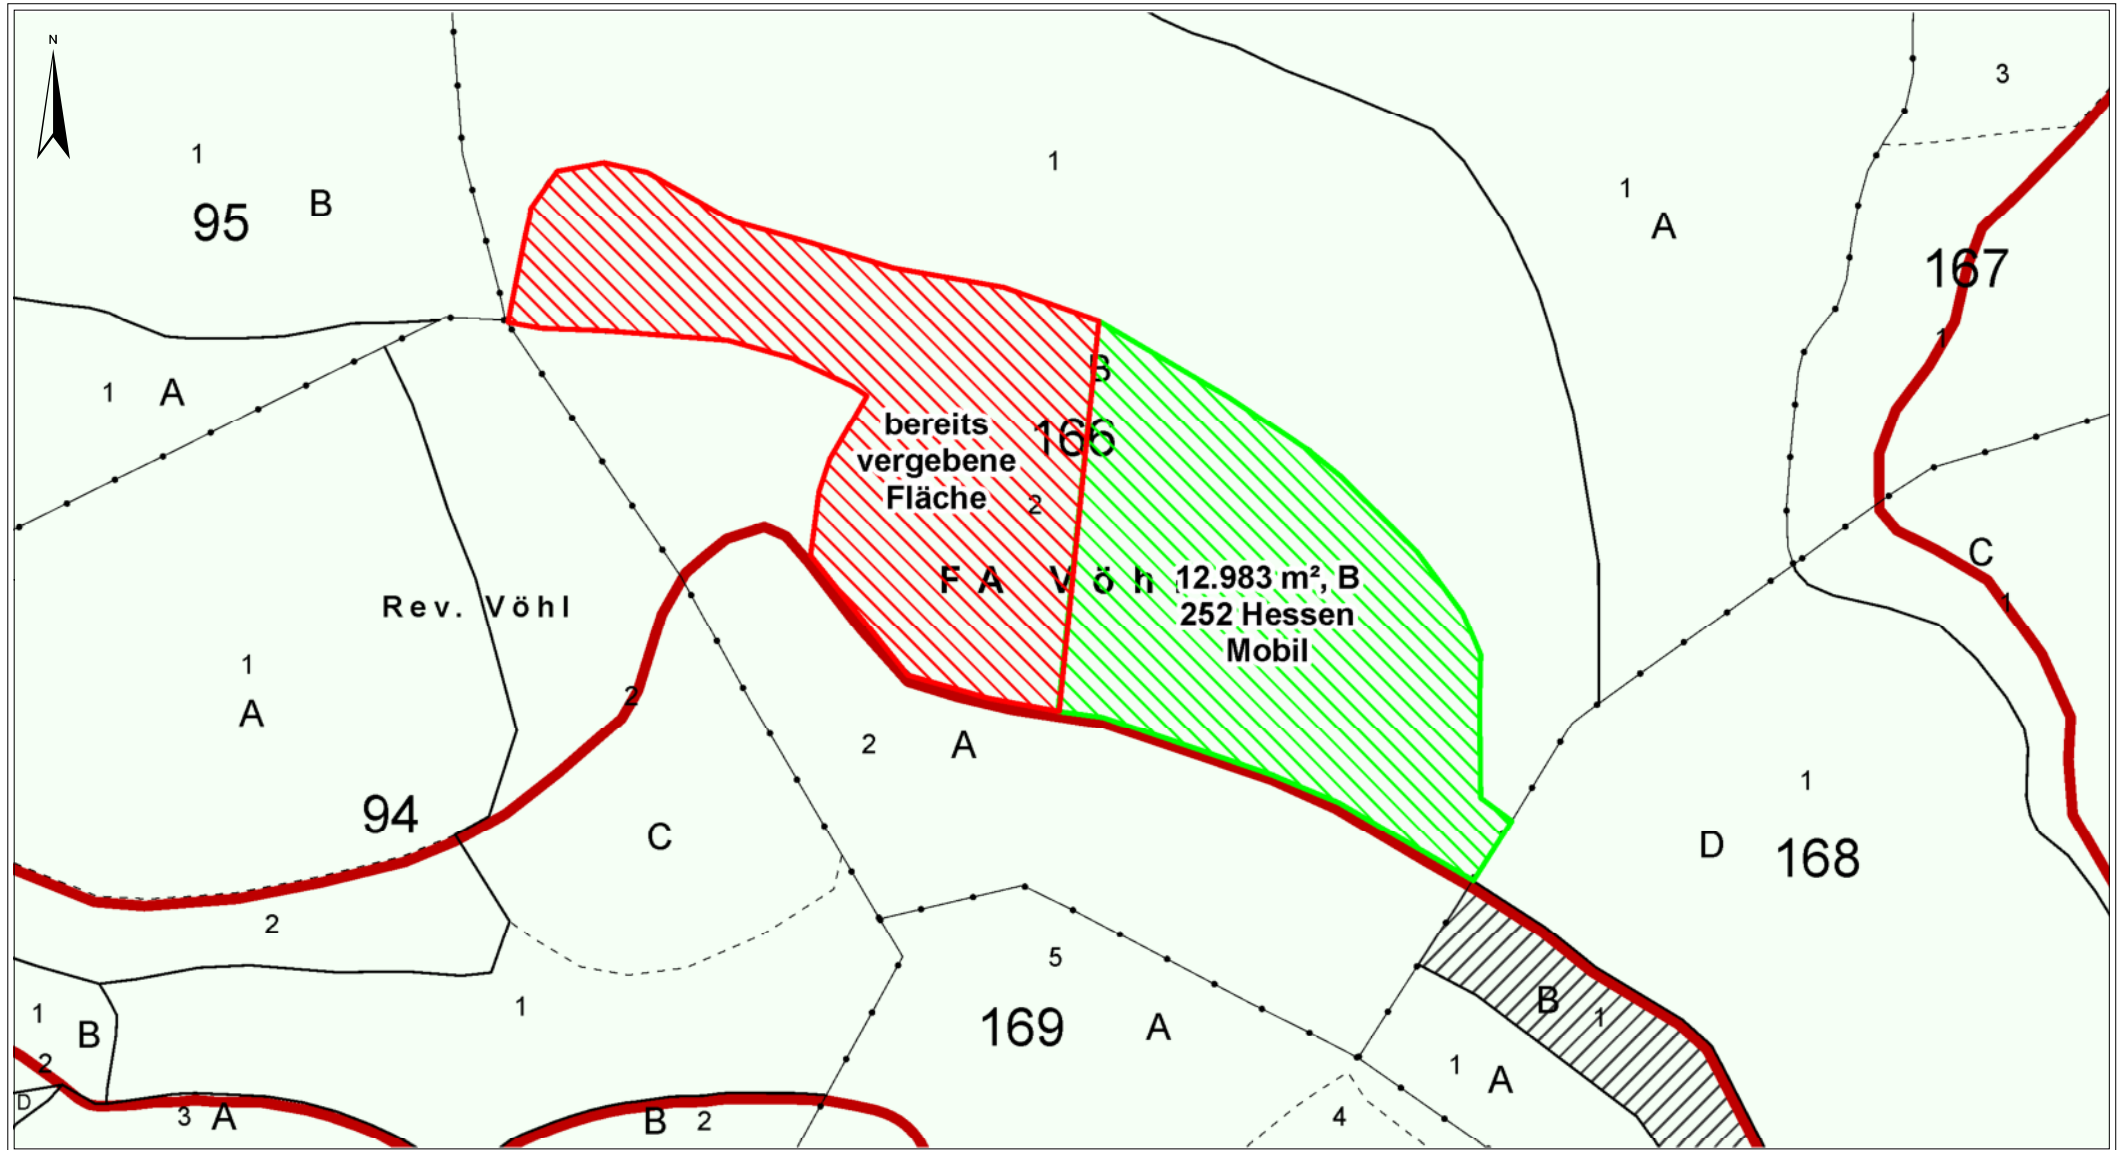 N
3
1
1
1
B
A
95
167
1
B
1
A
bereits
vergebene
Fläche
166
2
C
F A V ö h
12.983 m², B
252 Hessen
Mobil
Rev. Vöhl
1
1
A
2
2
A
1
94
C
D
168
2
5
1
1
B
169
A
B
1
2
1
A
D
3
A
B
2
4